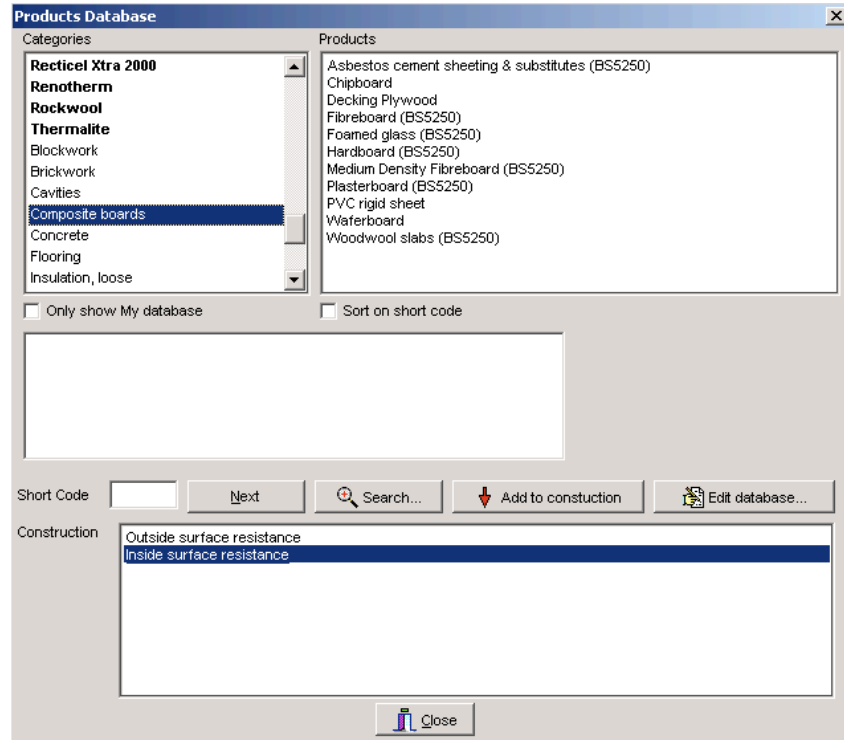 Products Database
Categories
Recticel Xtra 2000
Renotherm
Rockwool
Thermalite
Blockwork
Brickwork
Cavities
Composite boards
Concrete
Flooring
Insulation, loose
Only show My database
Products
Asbestos cement sheeting & substitutes (BS5250)
Chipboard
Decking Plywood
Fibreboard (BS5250)
Foamed glass (BS5250)
Hardboard (BS5250)
Medium Density Fibreboard (BS5250)
Plasterboard (BS5250)
PVC rigid sheet
Waferboard
Woodwool slabs (BS5250)
Sort on short code
Short Code
Next
Search...
Add to constuction
Edit database...
Construction
Outside surface resistance
Inside surface resistance
Close